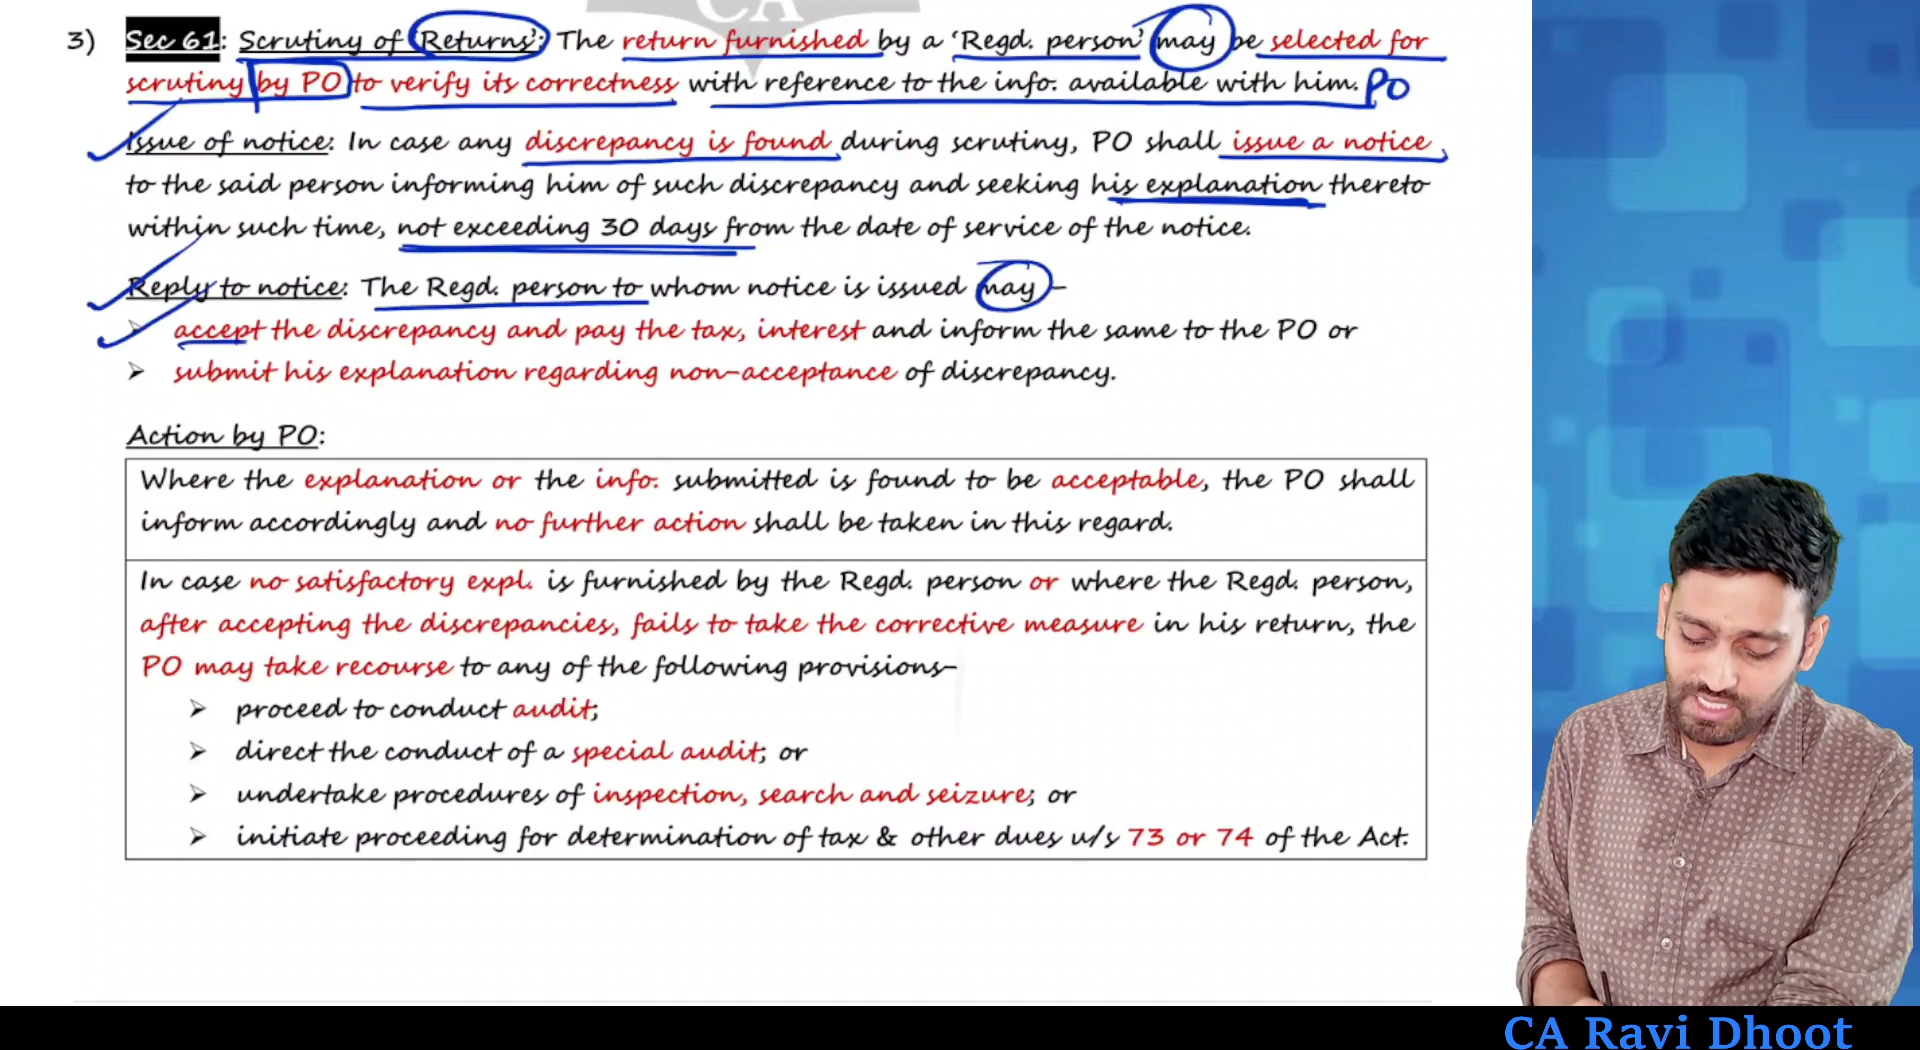 CA
3) Sec 61: Scrutiny of 'Returns': The return furnished by a 'Regd. person' may be selected for
scrutiny by PO to verify its correctness with reference to the info. available with him. PO
Issue of notice: In case any discrepancy is found during scrutiny, PO shall issue a notice
to the said person informing him of such discrepancy and seeking his explanation thereto
within such time, not exceeding 30 days from the date of service of the notice.
Reply to notice: The Regd. person to whom notice is issued may –
➢ accept the discrepancy and pay the tax, interest and inform the same to the PO or
➢ submit his explanation regarding non-acceptance of discrepancy.
Action by PO:
Where the explanation or the info. submitted is found to be acceptable, the PO shall
inform accordingly and no further action shall be taken in this regard.
In case no satisfactory expl. is furnished by the Regd. person or where the Regd. person,
after accepting the discrepancies, fails to take the corrective measure in his return, the
PO may take recourse to any of the following provisions–
➢ proceed to conduct audit;
➢ direct the conduct of a special audit; or
➢ undertake procedures of inspection, search and seizure; or
➢ initiate proceeding for determination of tax & other dues u/s 73 or 74 of the Act.
CA Ravi Dhoot